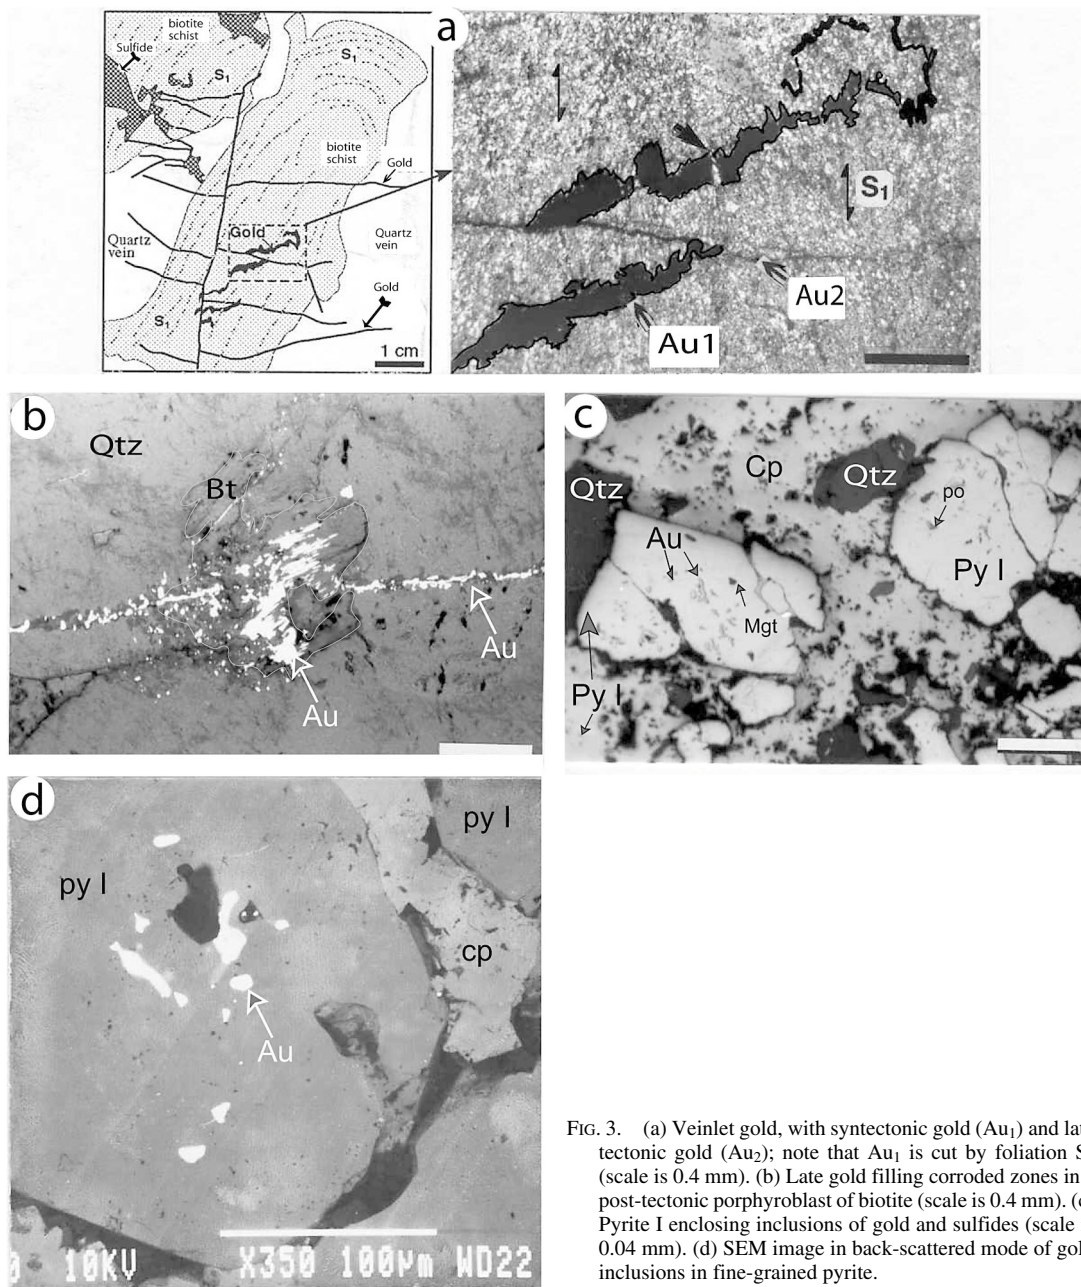 a
biotite
schist
Sulfide
S1
S1
biotite
schist
Gold
Gold
Quartz
vein
Quartz
vein
Gold
S1
1 cm
S1
Au2
Au1
b
Qtz
Bt
Au
Au
c
Qtz
Cp
Qtz
po
Au
Py I
Mgt
Py I
d
py I
py I
cp
Au
0 10KV X350 100µm WD22
FIG. 3. (a) Veinlet gold, with syntectonic gold (Au1) and
tectonic gold (Au2); note that Au1 is cut by foliation
(scale is 0.4 mm). (b) Late gold filling corroded zones in
post-tectonic porphyroblast of biotite (scale is 0.4 mm).
Pyrite I enclosing inclusions of gold and sulfides (scale
0.04 mm). (d) SEM image in back-scattered mode of
inclusions in fine-grained pyrite.